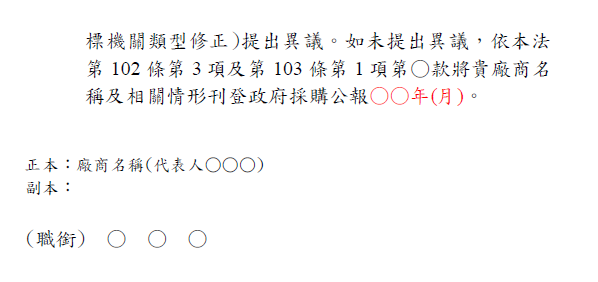 標機關類型修正)提出異議。如未提出異議，依本法
第 102 條第 3 項及第 103 條第 1 項第○款將貴廠商名
稱及相關情形刊登政府採購公報○○年(月)。
正本：廠商名稱(代表人○○○)
副本：
(職銜) ○ ○ ○